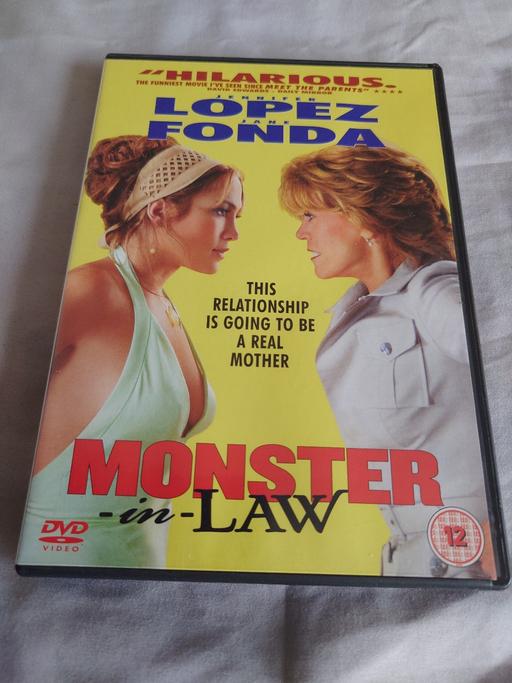 "HILARIOUS.
THE FUNNIEST MOVIE I'VE SEEN SINCE MEET THE PARENTS"
DAVID EDWARDS - DAILY MIRROR
JENNIFER
LOPEZ
JANE
FONDA
THIS
RELATIONSHIP
IS GOING TO BE
A REAL
MOTHER
MONSTER
-in-LAW
DVD
VIDEO
12